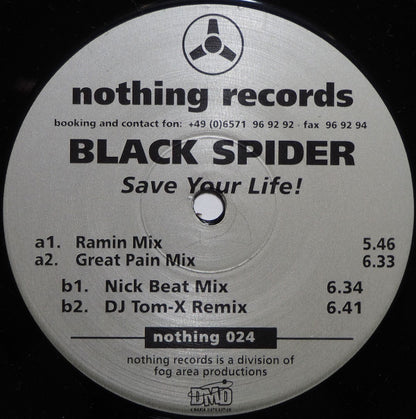 nothing records
booking and contact fon: +49 (0)6571 96 92 92 · fax 96 92 94
BLACK SPIDER
Save Your Life!
a1. Ramin Mix 5.46
a2. Great Pain Mix 6.33
b1. Nick Beat Mix 6.34
b2. DJ Tom-X Remix 6.41
nothing 024
nothing records is a division of
fog area productions
DMD